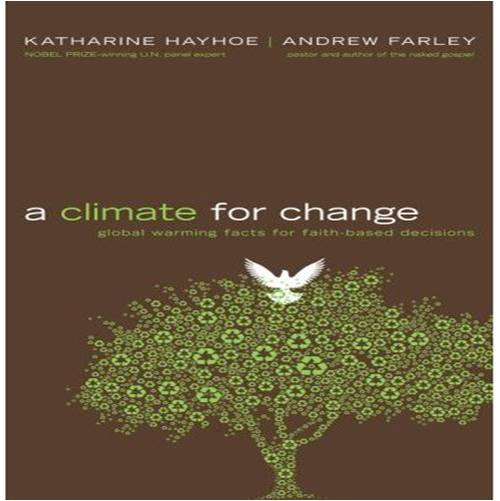 KATHARINE HAYHOE | ANDREW FARLEY
NOBEL PRIZE-winning U.N. panel expert pastor and author of the naked gospel
a climate for change
global warming facts for faith-based decisions